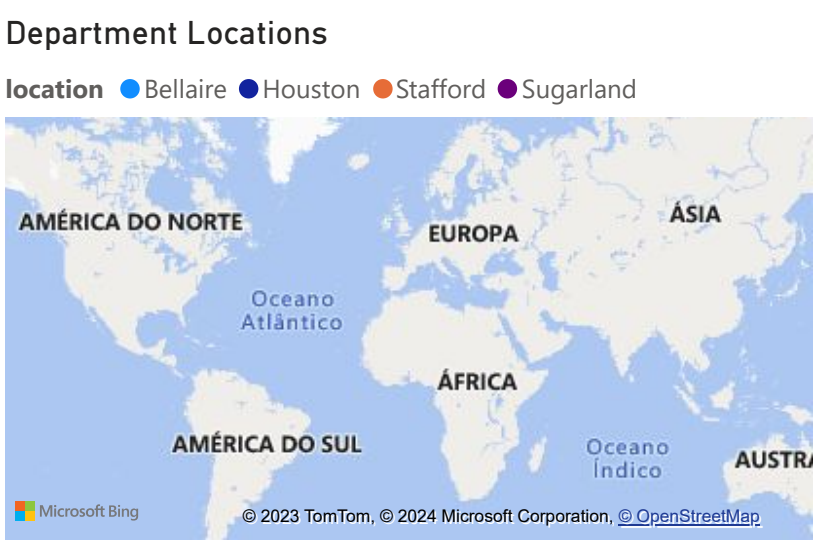 Department Locations
location Bellaire Houston Stafford Sugarland
AMÉRICA DO NORTE
EUROPA
ÁSIA
Oceano
Atlântico
ÁFRICA
AMÉRICA DO SUL
Oceano
Índico
AUSTRA
Microsoft Bing
© 2023 TomTom, © 2024 Microsoft Corporation, © OpenStreetMap